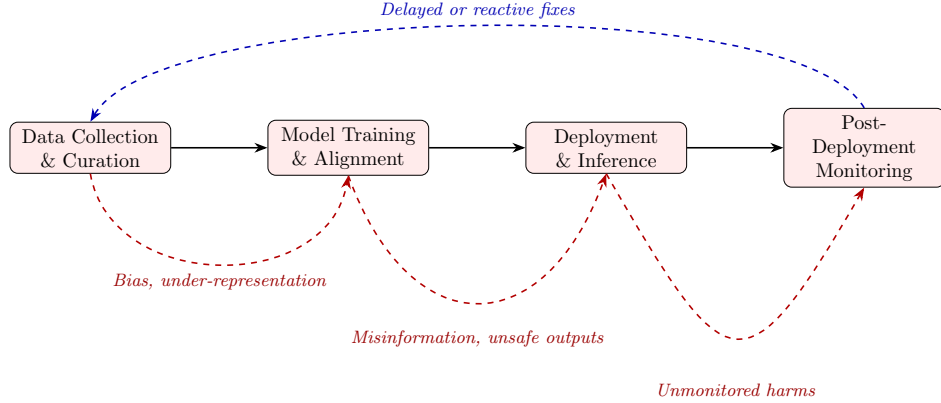 Delayed or reactive fixes
Data Collection
& Curation
Model Training
& Alignment
Deployment
& Inference
Post-
Deployment
Monitoring
Bias, under-representation
Misinformation, unsafe outputs
Unmonitored harms